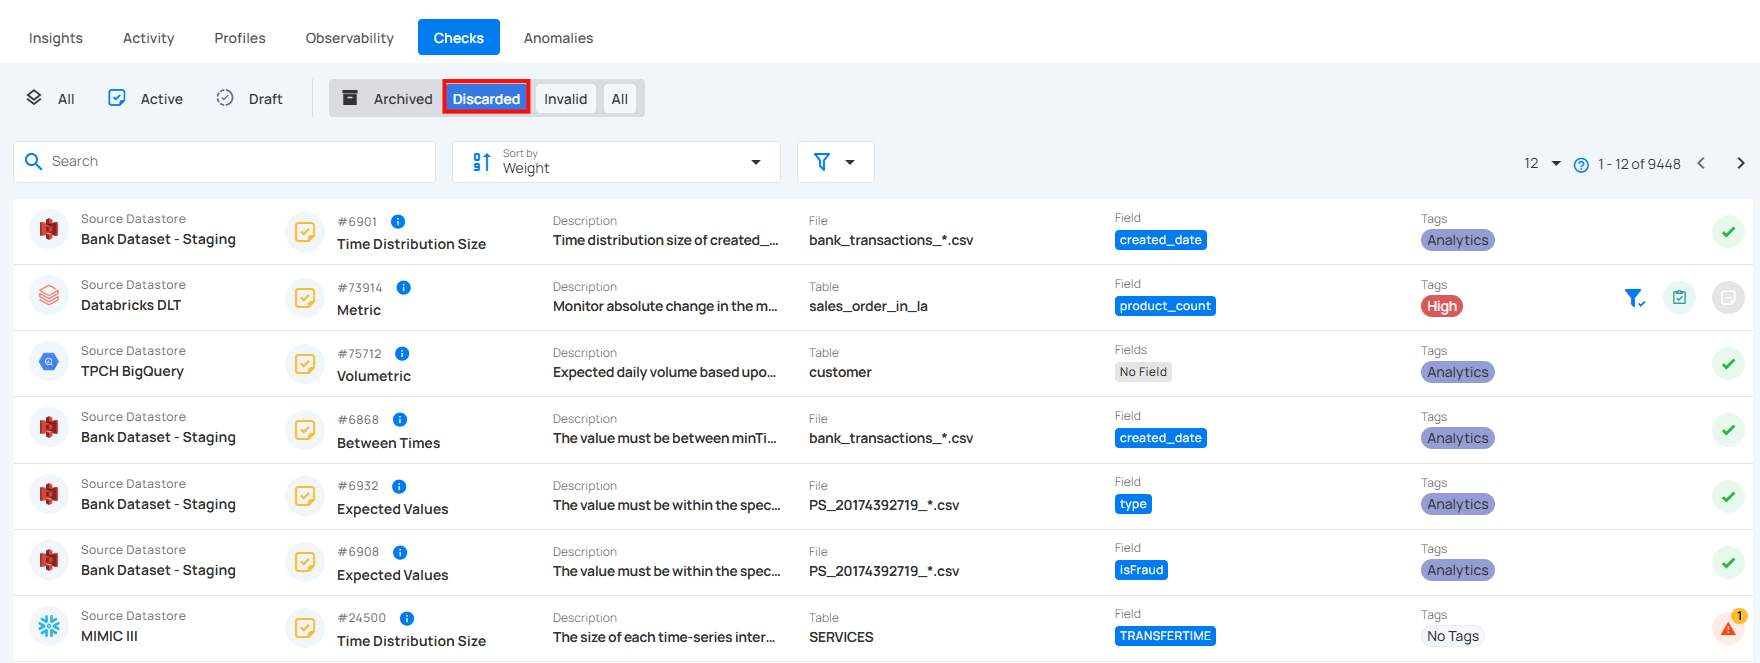 Insights Activity Profiles Observability Checks Anomalies
All Active Draft Archived Discarded Invalid All
Search Sort by Weight 12 1 - 12 of 9448
Source Datastore #6901 Description File Field Tags
Bank Dataset - Staging Time Distribution Size Time distribution size of created_... bank_transactions_*.csv created_date Analytics
Source Datastore #73914 Description Table Field Tags
Databricks DLT Metric Monitor absolute change in the m... sales_order_in_la product_count High
Source Datastore #75712 Description Table Fields Tags
TPCH BigQuery Volumetric Expected daily volume based upo... customer No Field Analytics
Source Datastore #6868 Description File Field Tags
Bank Dataset - Staging Between Times The value must be between minTi... bank_transactions_*.csv created_date Analytics
Source Datastore #6932 Description File Field Tags
Bank Dataset - Staging Expected Values The value must be within the spec... PS_20174392719_*.csv type Analytics
Source Datastore #6908 Description File Field Tags
Bank Dataset - Staging Expected Values The value must be within the spec... PS_20174392719_*.csv isFraud Analytics
Source Datastore #24500 Description Table Field Tags 1
MIMIC III Time Distribution Size The size of each time-series inter... SERVICES TRANSFERTIME No Tags